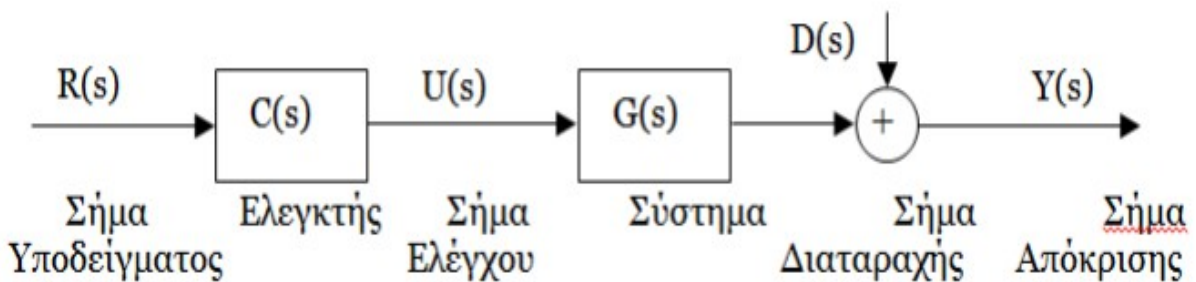 D(s)
R(s) U(s) Y(s)
C(s) G(s) +
Σήμα Ελεγκτής Σήμα Σύστημα Σήμα Σήμα
Υποδείγματος Ελέγχου Διαταραχής Απόκρισης